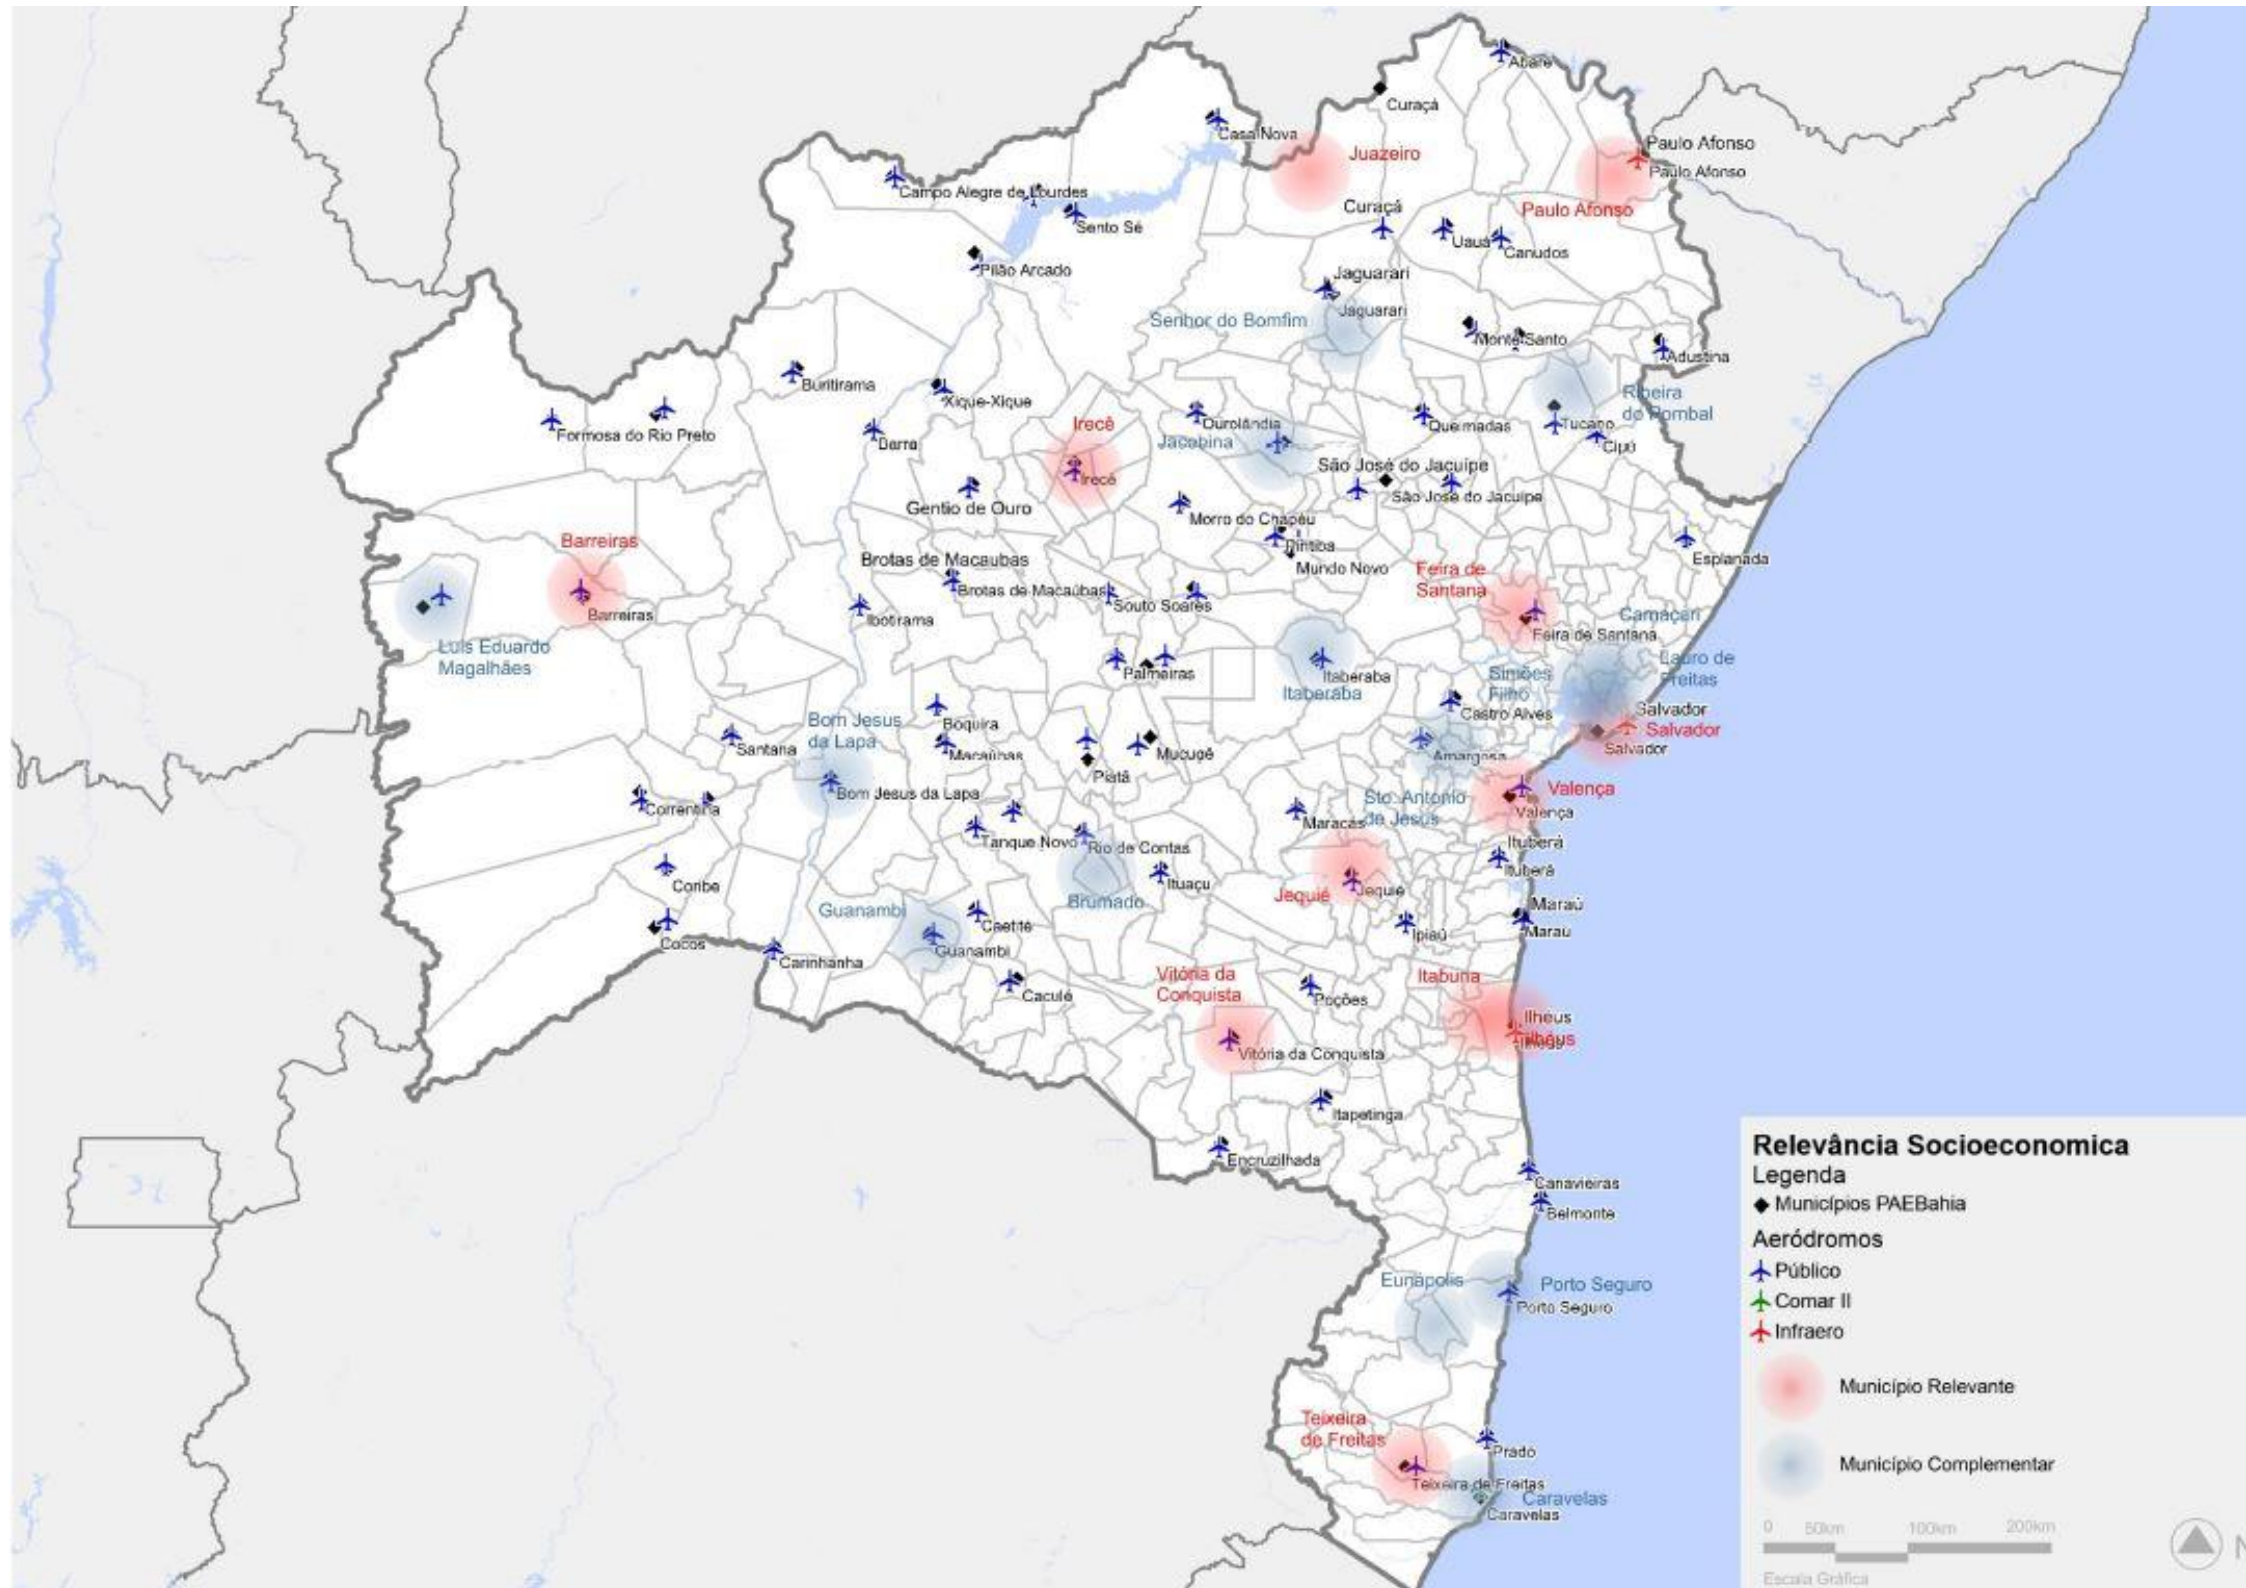 Abaré
Curaçá
Casa Nova
Juazeiro
Paulo Afonso
Paulo Afonso
Campo Alegre de Lourdes
Paulo Afonso
Curaçá
Sento Sé
Uauá
Canudos
Pilão Arcado
Jaguarari
Jaguarari
Senhor do Bomfim
Monte Santo
Adustina
Buritirama
Ribeira
do Pombal
Xique-Xique
Irecê
Ourolândia
Queimadas
Tucano
Formosa do Rio Preto
Barra
Jacobina
Cipó
São José do Jacuípe
Irecê
São José do Jacuípe
Gentio de Ouro
Morro do Chapéu
Barreiras
Piritiba
Esplanada
Brotas de Macaubas
Mundo Novo
Feira de
Santana
Brotas de Macaúbas
Souto Soares
Barreiras
Ibotirama
Camaçari
Feira de Santana
Luis Eduardo
Magalhães
Lauro de
Freitas
Palmeiras
Itaberaba
Itaberaba
Simões
Filho
Castro Alves
Salvador
Bom Jesus
da Lapa
Boquira
Salvador
Santana
Macaúbas
Mucugê
Amargosa
Salvador
Piatã
Bom Jesus da Lapa
Valença
Correntina
Sto. Antonio
de Jesus
Maracás
Valença
Tanque Novo
Rio de Contas
Ituberá
Ituberá
Coribe
Ituaçu
Jequié
Jequié
Brumado
Guanambi
Caetité
Maraú
Ipiaú
Maraú
Cocos
Guanambi
Carinhanha
Vitória da
Conquista
Itabuna
Caculé
Poções
Ilhéus
Ilhéus
Vitória da Conquista
Itapetinga
Encruzilhada
Canavieiras
Belmonte
Eunápolis
Porto Seguro
Porto Seguro
Teixeira
de Freitas
Prado
Teixeira de Freitas
Caravelas
Caravelas
Relevância Socioeconomica
Legenda
Municípios PAEBahia
Aeródromos
Público
Comar II
Infraero
Município Relevante
Município Complementar
0 50km 100km 200km
Escala Gráfica
N